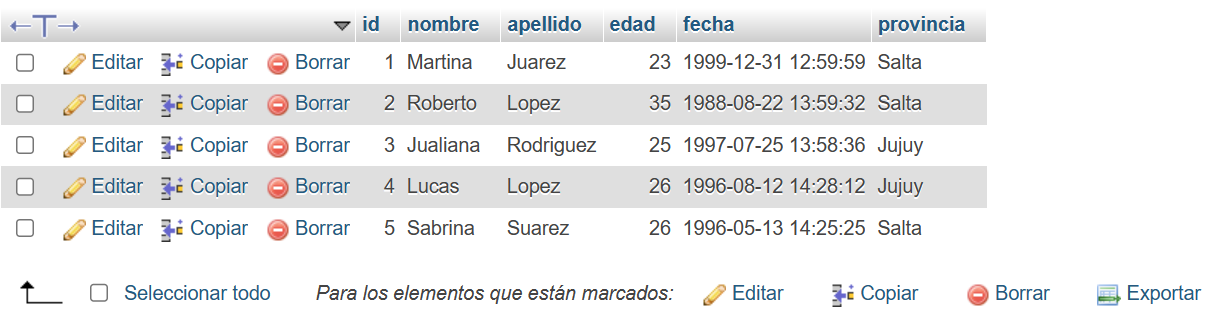 id nombre apellido edad fecha provincia
Editar Copiar Borrar 1 Martina Juarez 23 1999-12-31 12:59:59 Salta
Editar Copiar Borrar 2 Roberto Lopez 35 1988-08-22 13:59:32 Salta
Editar Copiar Borrar 3 Jualiana Rodriguez 25 1997-07-25 13:58:36 Jujuy
Editar Copiar Borrar 4 Lucas Lopez 26 1996-08-12 14:28:12 Jujuy
Editar Copiar Borrar 5 Sabrina Suarez 26 1996-05-13 14:25:25 Salta
Seleccionar todo Para los elementos que están marcados: Editar Copiar Borrar Exportar